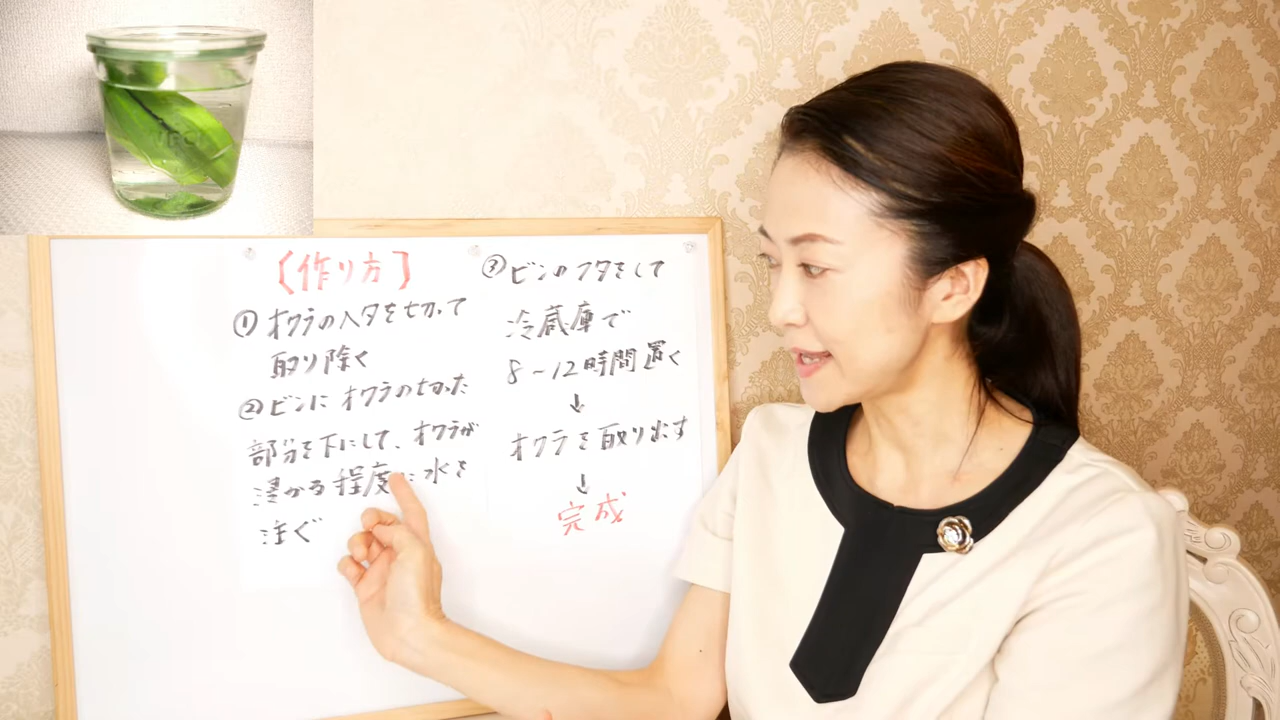 【作り方】
①オクラのヘタを切って
取り除く
②ビンにオクラの切った
部分を下にして、オクラが
浸かる程度に水を
注ぐ
③ビンのフタをして
冷蔵庫で
8~12時間置く
↓
オクラを取り出す
↓
完成